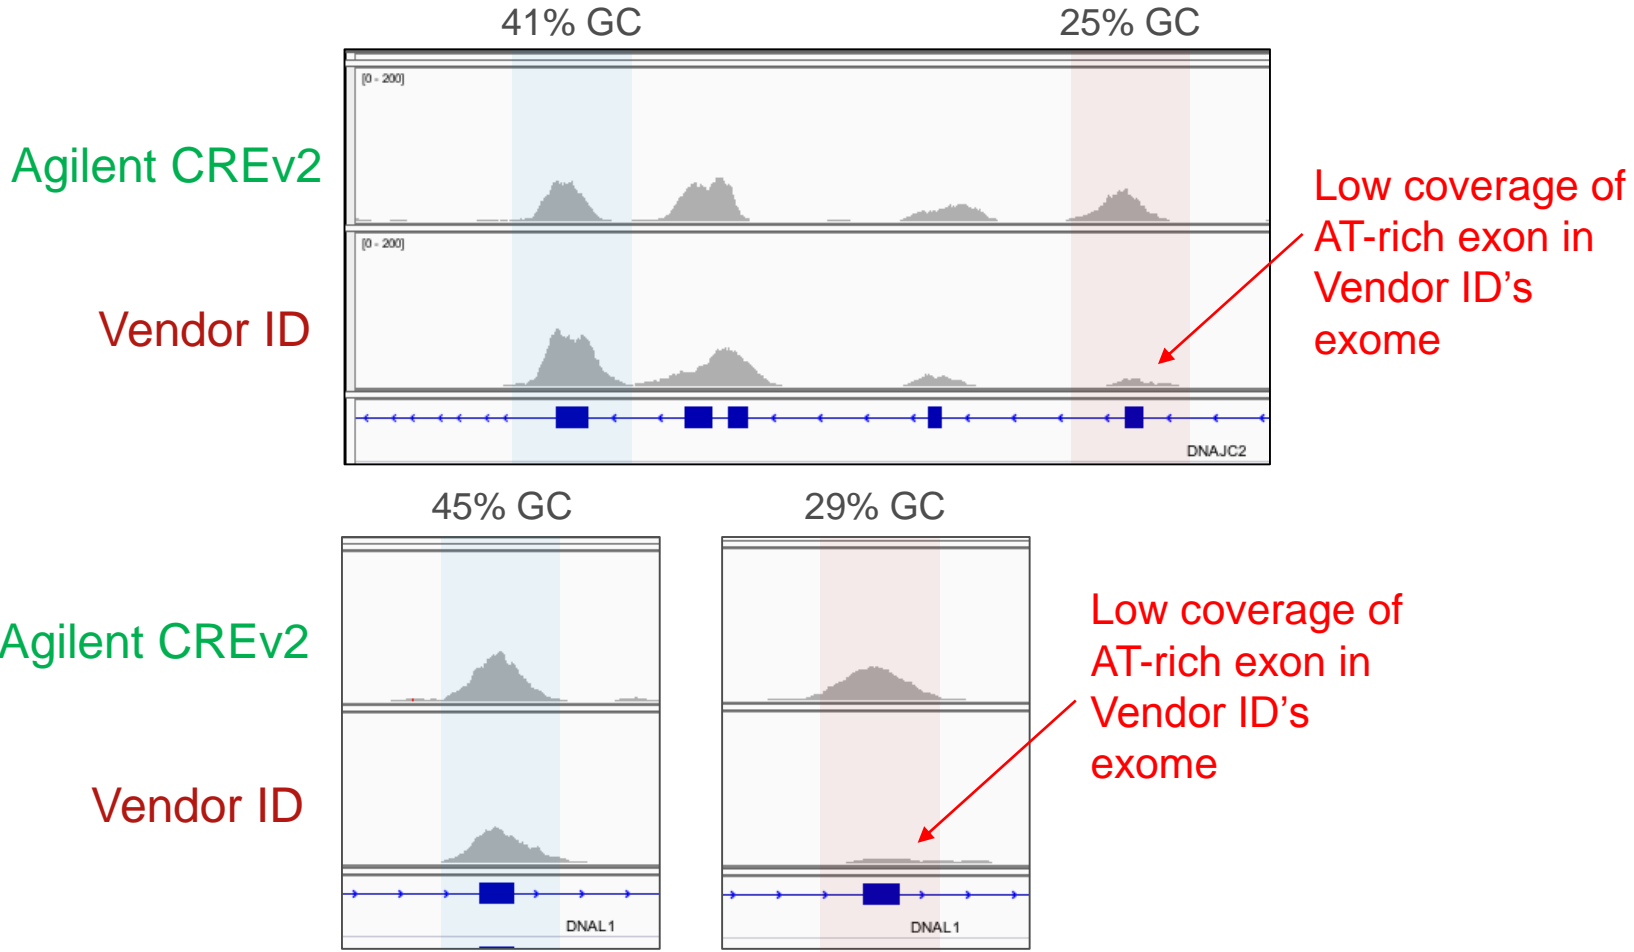 41% GC
25% GC
[0 - 200]
Agilent CREv2
[0 - 200]
Vendor ID
Low coverage of
AT-rich exon in
Vendor ID’s
exome
DNAJC2
45% GC
29% GC
Agilent CREv2
Vendor ID
Low coverage of
AT-rich exon in
Vendor ID’s
exome
DNAL1
DNAL1